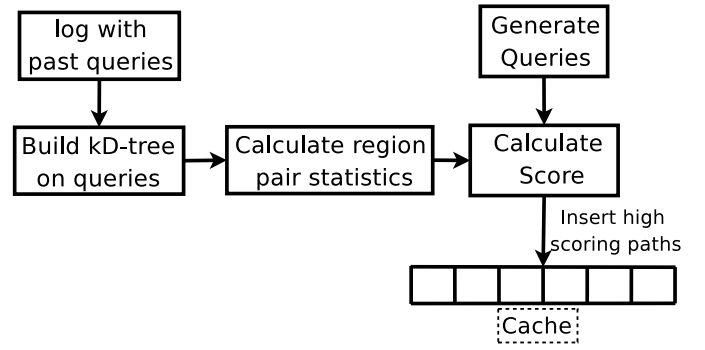 log with
past queries
Generate
Queries
Build kD-tree
on queries
Calculate region
pair statistics
Calculate
Score
Insert high
scoring paths
Cache